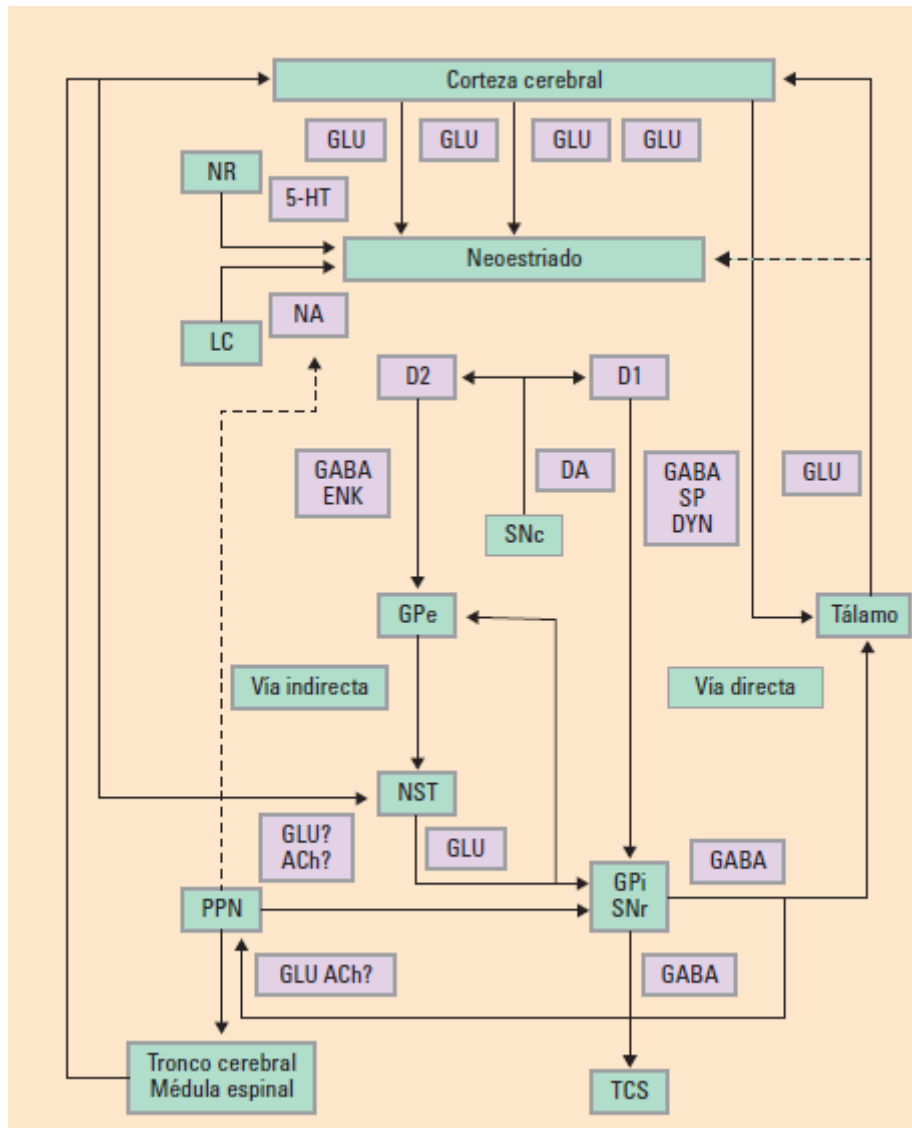 Corteza cerebral
GLU
GLU
GLU
GLU
NR
5-HT
Neoestriado
NA
LC
D2
D1
GABA
ENK
DA
GABA
SP
DYN
GLU
SNc
GPe
Tálamo
Vía indirecta
Vía directa
NST
GLU?
ACh?
GLU
GABA
GPi
SNr
PPN
GLU ACh?
GABA
Tronco cerebral
Médula espinal
TCS